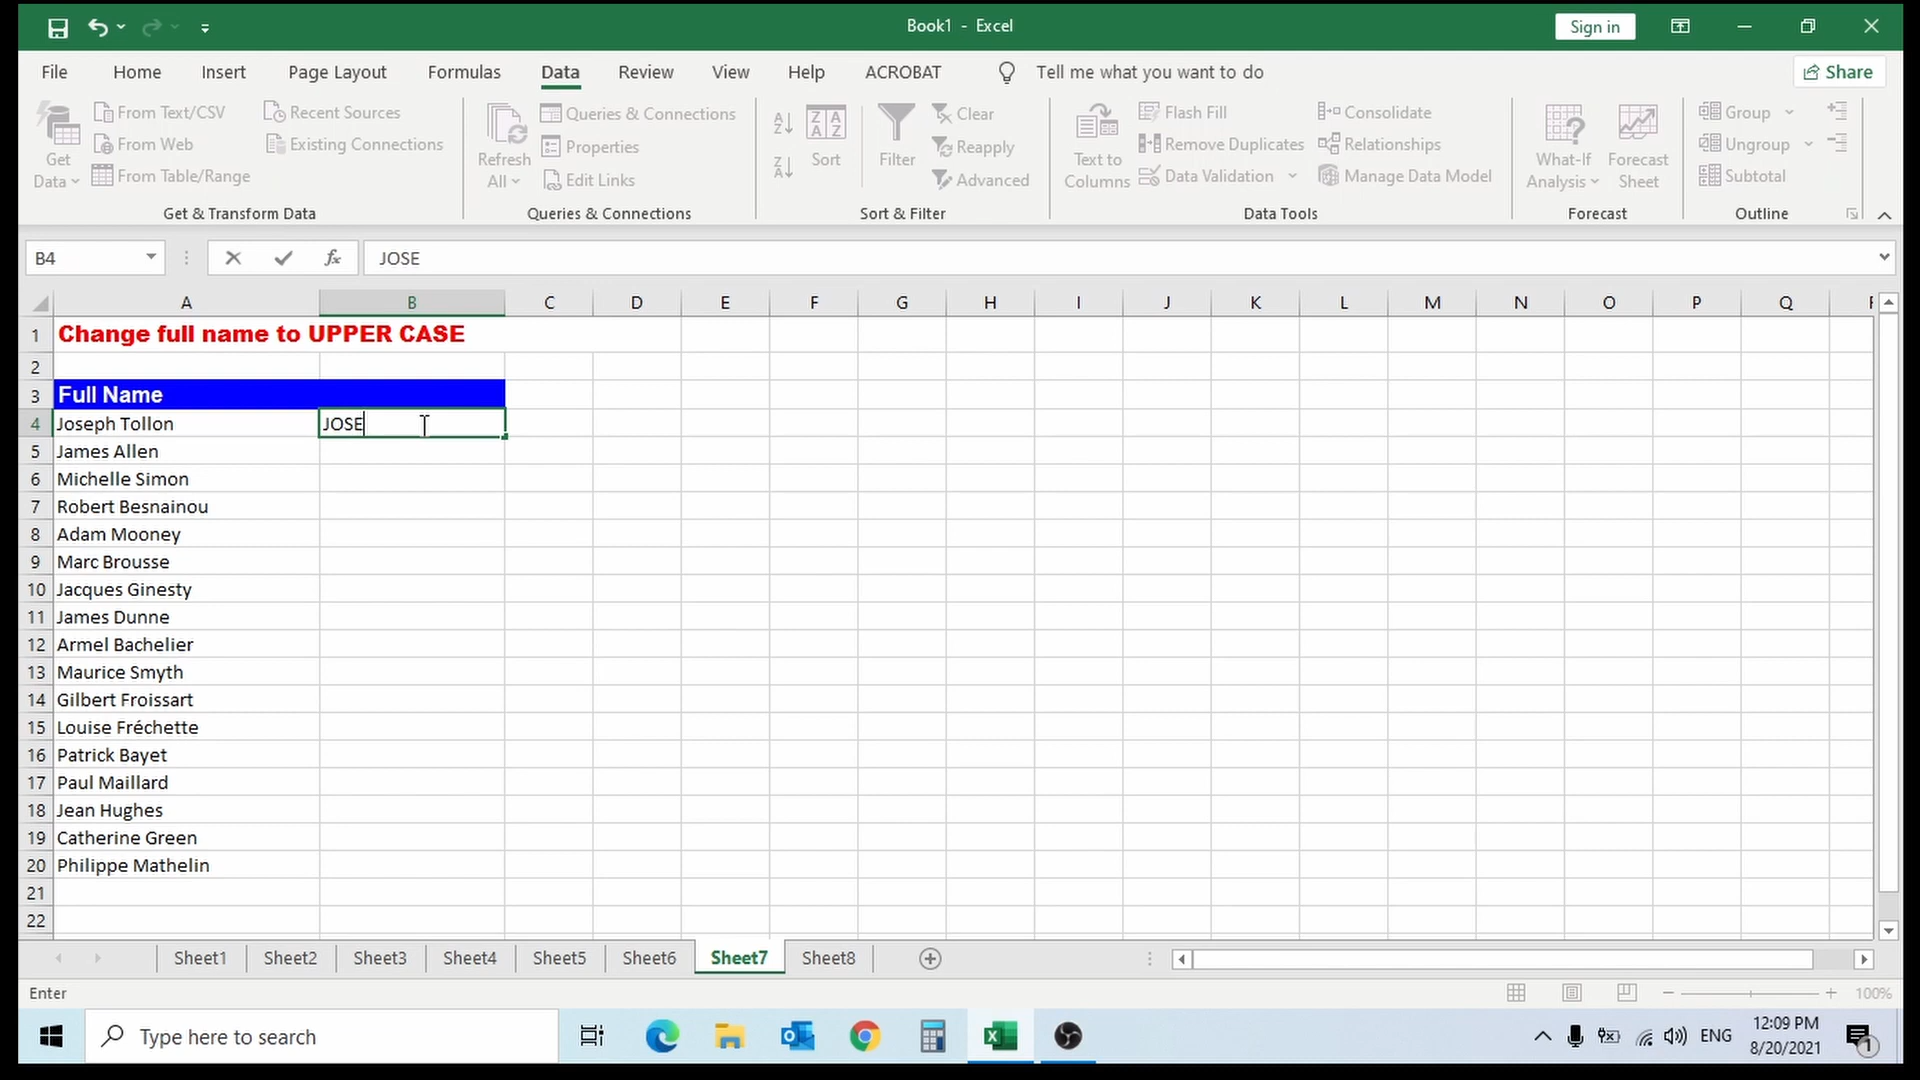 Book1 - Excel
Sign in
File Home Insert Page Layout Formulas Data Review View Help ACROBAT Tell me what you want to do Share
Get Data
From Text/CSV
From Web
From Table/Range
Recent Sources
Existing Connections
Get & Transform Data
Refresh All
Queries & Connections
Properties
Edit Links
Queries & Connections
Sort
Filter
Clear
Reapply
Advanced
Sort & Filter
Text to Columns
Flash Fill
Remove Duplicates
Data Validation
Consolidate
Relationships
Manage Data Model
Data Tools
What-If Analysis
Forecast Sheet
Forecast
Group
Ungroup
Subtotal
Outline
B4 fx JOSE
A B C D E F G H I J K L M N O P Q
1 Change full name to UPPER CASE
2
3 Full Name
4 Joseph Tollon JOSE
5 James Allen
6 Michelle Simon
7 Robert Besnainou
8 Adam Mooney
9 Marc Brousse
10 Jacques Ginesty
11 James Dunne
12 Armel Bachelier
13 Maurice Smyth
14 Gilbert Froissart
15 Louise Fréchette
16 Patrick Bayet
17 Paul Maillard
18 Jean Hughes
19 Catherine Green
20 Philippe Mathelin
21
22
Sheet1 Sheet2 Sheet3 Sheet4 Sheet5 Sheet6 Sheet7 Sheet8
Enter 100%
Type here to search
ENG
12:09 PM
8/20/2021
1